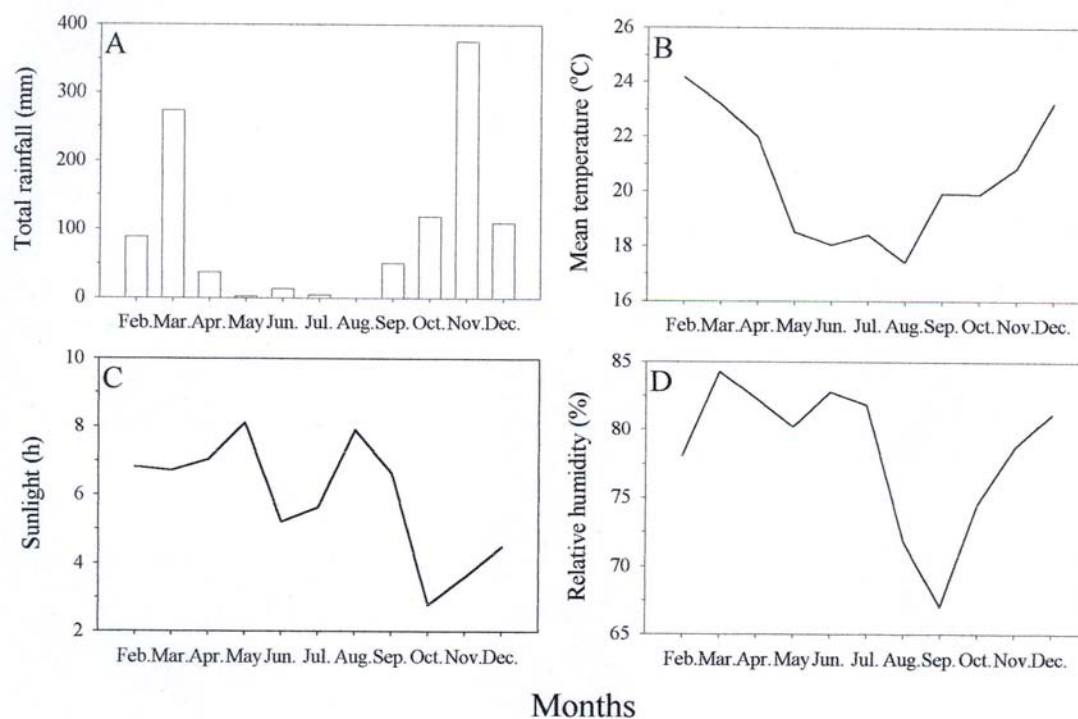 A
Total rainfall (mm)
400
300
200
100
0
Feb. Mar. Apr. May Jun. Jul. Aug. Sep. Oct. Nov. Dec.
B
Mean temperature (°C)
26
24
22
20
18
16
Feb. Mar. Apr. May Jun. Jul. Aug. Sep. Oct. Nov. Dec.
C
Sunlight (h)
10
8
6
4
2
Feb. Mar. Apr. May Jun. Jul. Aug. Sep. Oct. Nov. Dec.
D
Relative humidity (%)
85
80
75
70
65
Feb. Mar. Apr. May Jun. Jul. Aug. Sep. Oct. Nov. Dec.
Months